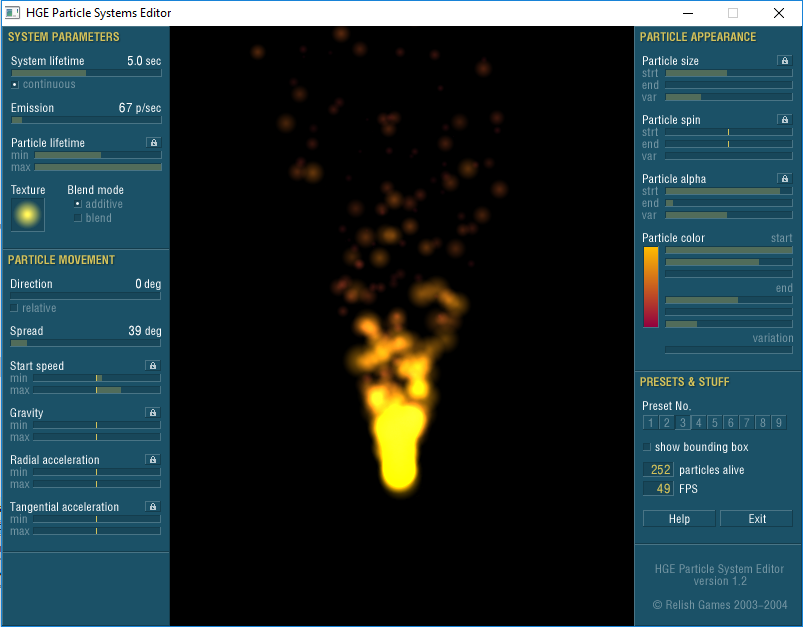 HGE Particle Systems Editor
SYSTEM PARAMETERS
System lifetime 5.0 sec
continuous
Emission 67 p/sec
Particle lifetime
min
max
Texture Blend mode
additive
blend
PARTICLE MOVEMENT
Direction 0 deg
relative
Spread 39 deg
Start speed
min
max
Gravity
min
max
Radial acceleration
min
max
Tangential acceleration
min
max
PARTICLE APPEARANCE
Particle size
strt
end
var
Particle spin
strt
end
var
Particle alpha
strt
end
var
Particle color start
end
variation
PRESETS & STUFF
Preset No.
1 2 3 4 5 6 7 8 9
show bounding box
252 particles alive
49 FPS
Help Exit
HGE Particle System Editor
version 1.2
© Relish Games 2003-2004